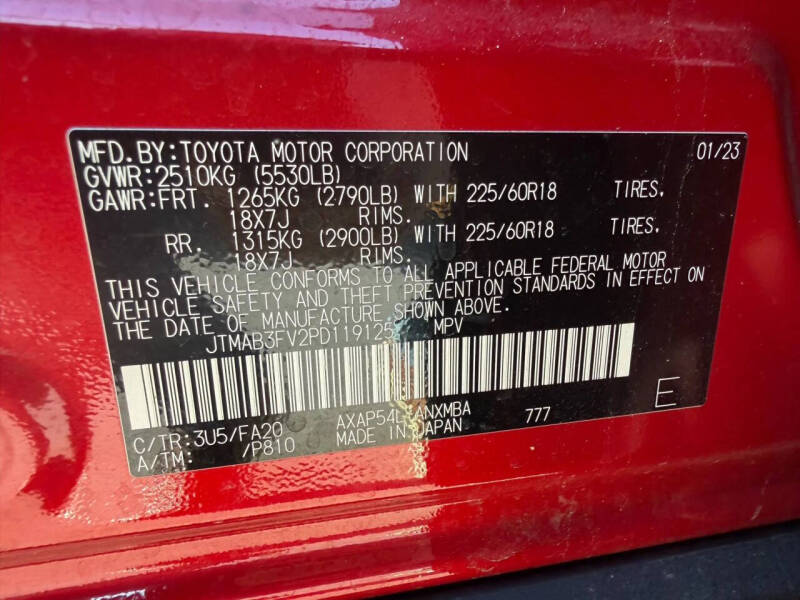 MFD.BY:TOYOTA MOTOR CORPORATION 01/23
GVWR:2510KG (5530LB)
GAWR:FRT. 1265KG (2790LB) WITH 225/60R18 TIRES.
18X7J RIMS.
RR. 1315KG (2900LB) WITH 225/60R18 TIRES.
18X7J RIMS.
THIS VEHICLE CONFORMS TO ALL APPLICABLE FEDERAL MOTOR
VEHICLE SAFETY AND THEFT PREVENTION STANDARDS IN EFFECT ON
THE DATE OF MANUFACTURE SHOWN ABOVE.
JTMAB3FV2PD119125 MPV
E
C/TR:3U5/FA20 AXAP54L-ANXMBA 777
A/TM: /P810 MADE IN JAPAN